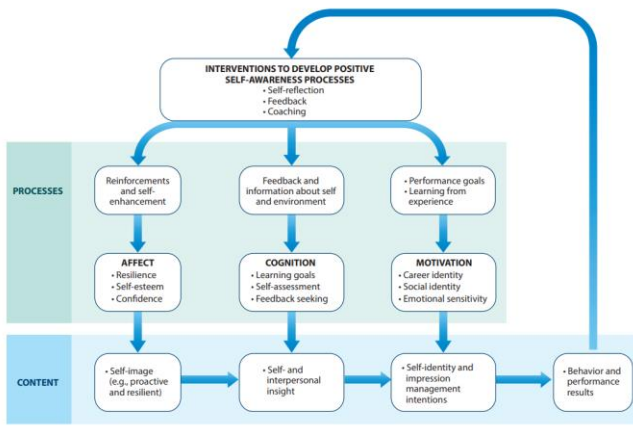 INTERVENTIONS TO DEVELOP POSITIVE
SELF-AWARENESS PROCESSES
• Self-reflection
• Feedback
• Coaching
PROCESSES
Reinforcements
and self-
enhancement
Feedback and
information about self
and environment
• Performance goals
• Learning from
experience
AFFECT
• Resilience
• Self-esteem
• Confidence
COGNITION
• Learning goals
• Self-assessment
• Feedback seeking
MOTIVATION
• Career identity
• Social identity
• Emotional sensitivity
CONTENT
• Self-image
(e.g., proactive
and resilient)
• Self- and
interpersonal
insight
• Self-identity and
impression
management
intentions
• Behavior and
performance
results